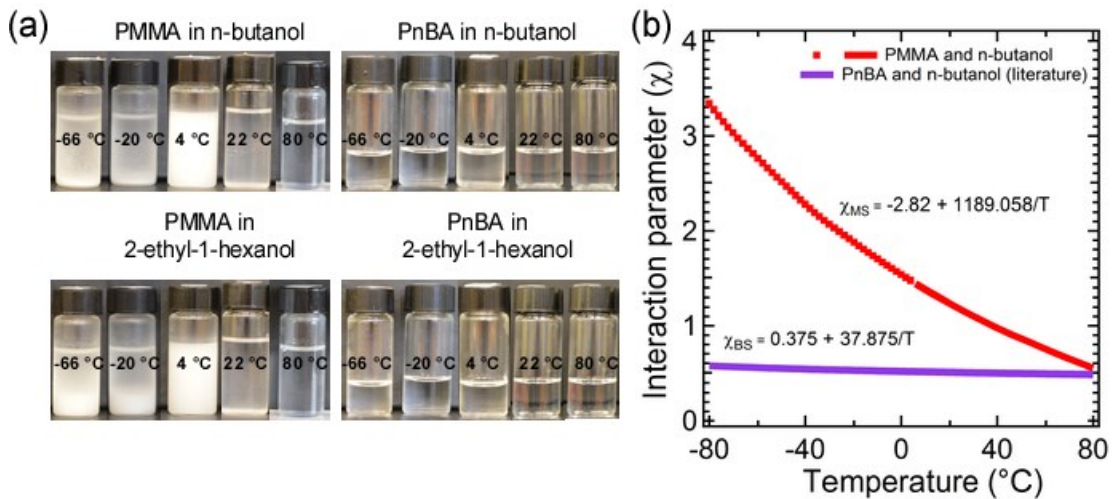 (a)
PMMA in n-butanol
-66 °C
-20 °C
4 °C
22 °C
80 °C
PnBA in n-butanol
-66 °C
-20 °C
4 °C
22 °C
80 °C
PMMA in
2-ethyl-1-hexanol
-66 °C
-20 °C
4 °C
22 °C
80 °C
PnBA in
2-ethyl-1-hexanol
-66 °C
-20 °C
4 °C
22 °C
80 °C
(b)
Interaction parameter (χ)
4
3
2
1
0
PMMA and n-butanol
PnBA and n-butanol (literature)
χMS = -2.82 + 1189.058/T
χBS = 0.375 + 37.875/T
-80
-40
0
40
80
Temperature (°C)